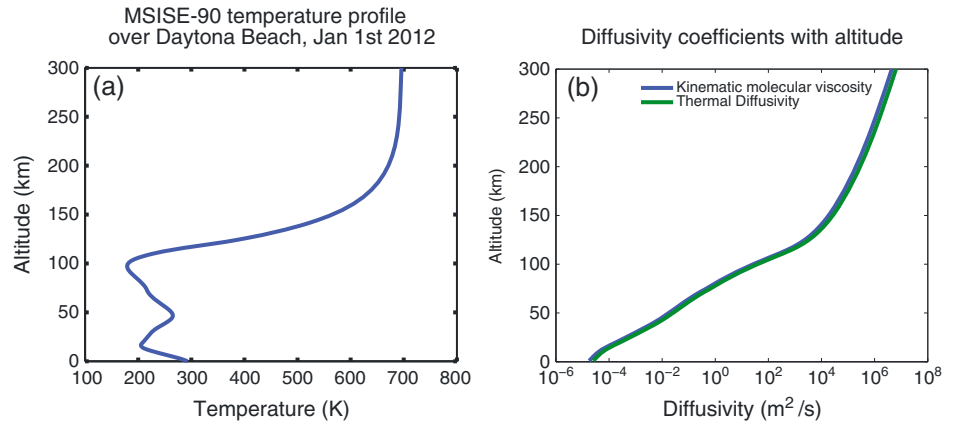 MSISE-90 temperature profile
over Daytona Beach, Jan 1st 2012
(a)
Altitude (km)
300
250
200
150
100
50
0
100 200 300 400 500 600 700 800
Temperature (K)
Diffusivity coefficients with altitude
(b)
Kinematic molecular viscosity
Thermal Diffusivity
Altitude (km)
300
250
200
150
100
50
0
10⁻⁶ 10⁻⁴ 10⁻² 10⁰ 10² 10⁴ 10⁶ 10⁸
Diffusivity (m² /s)